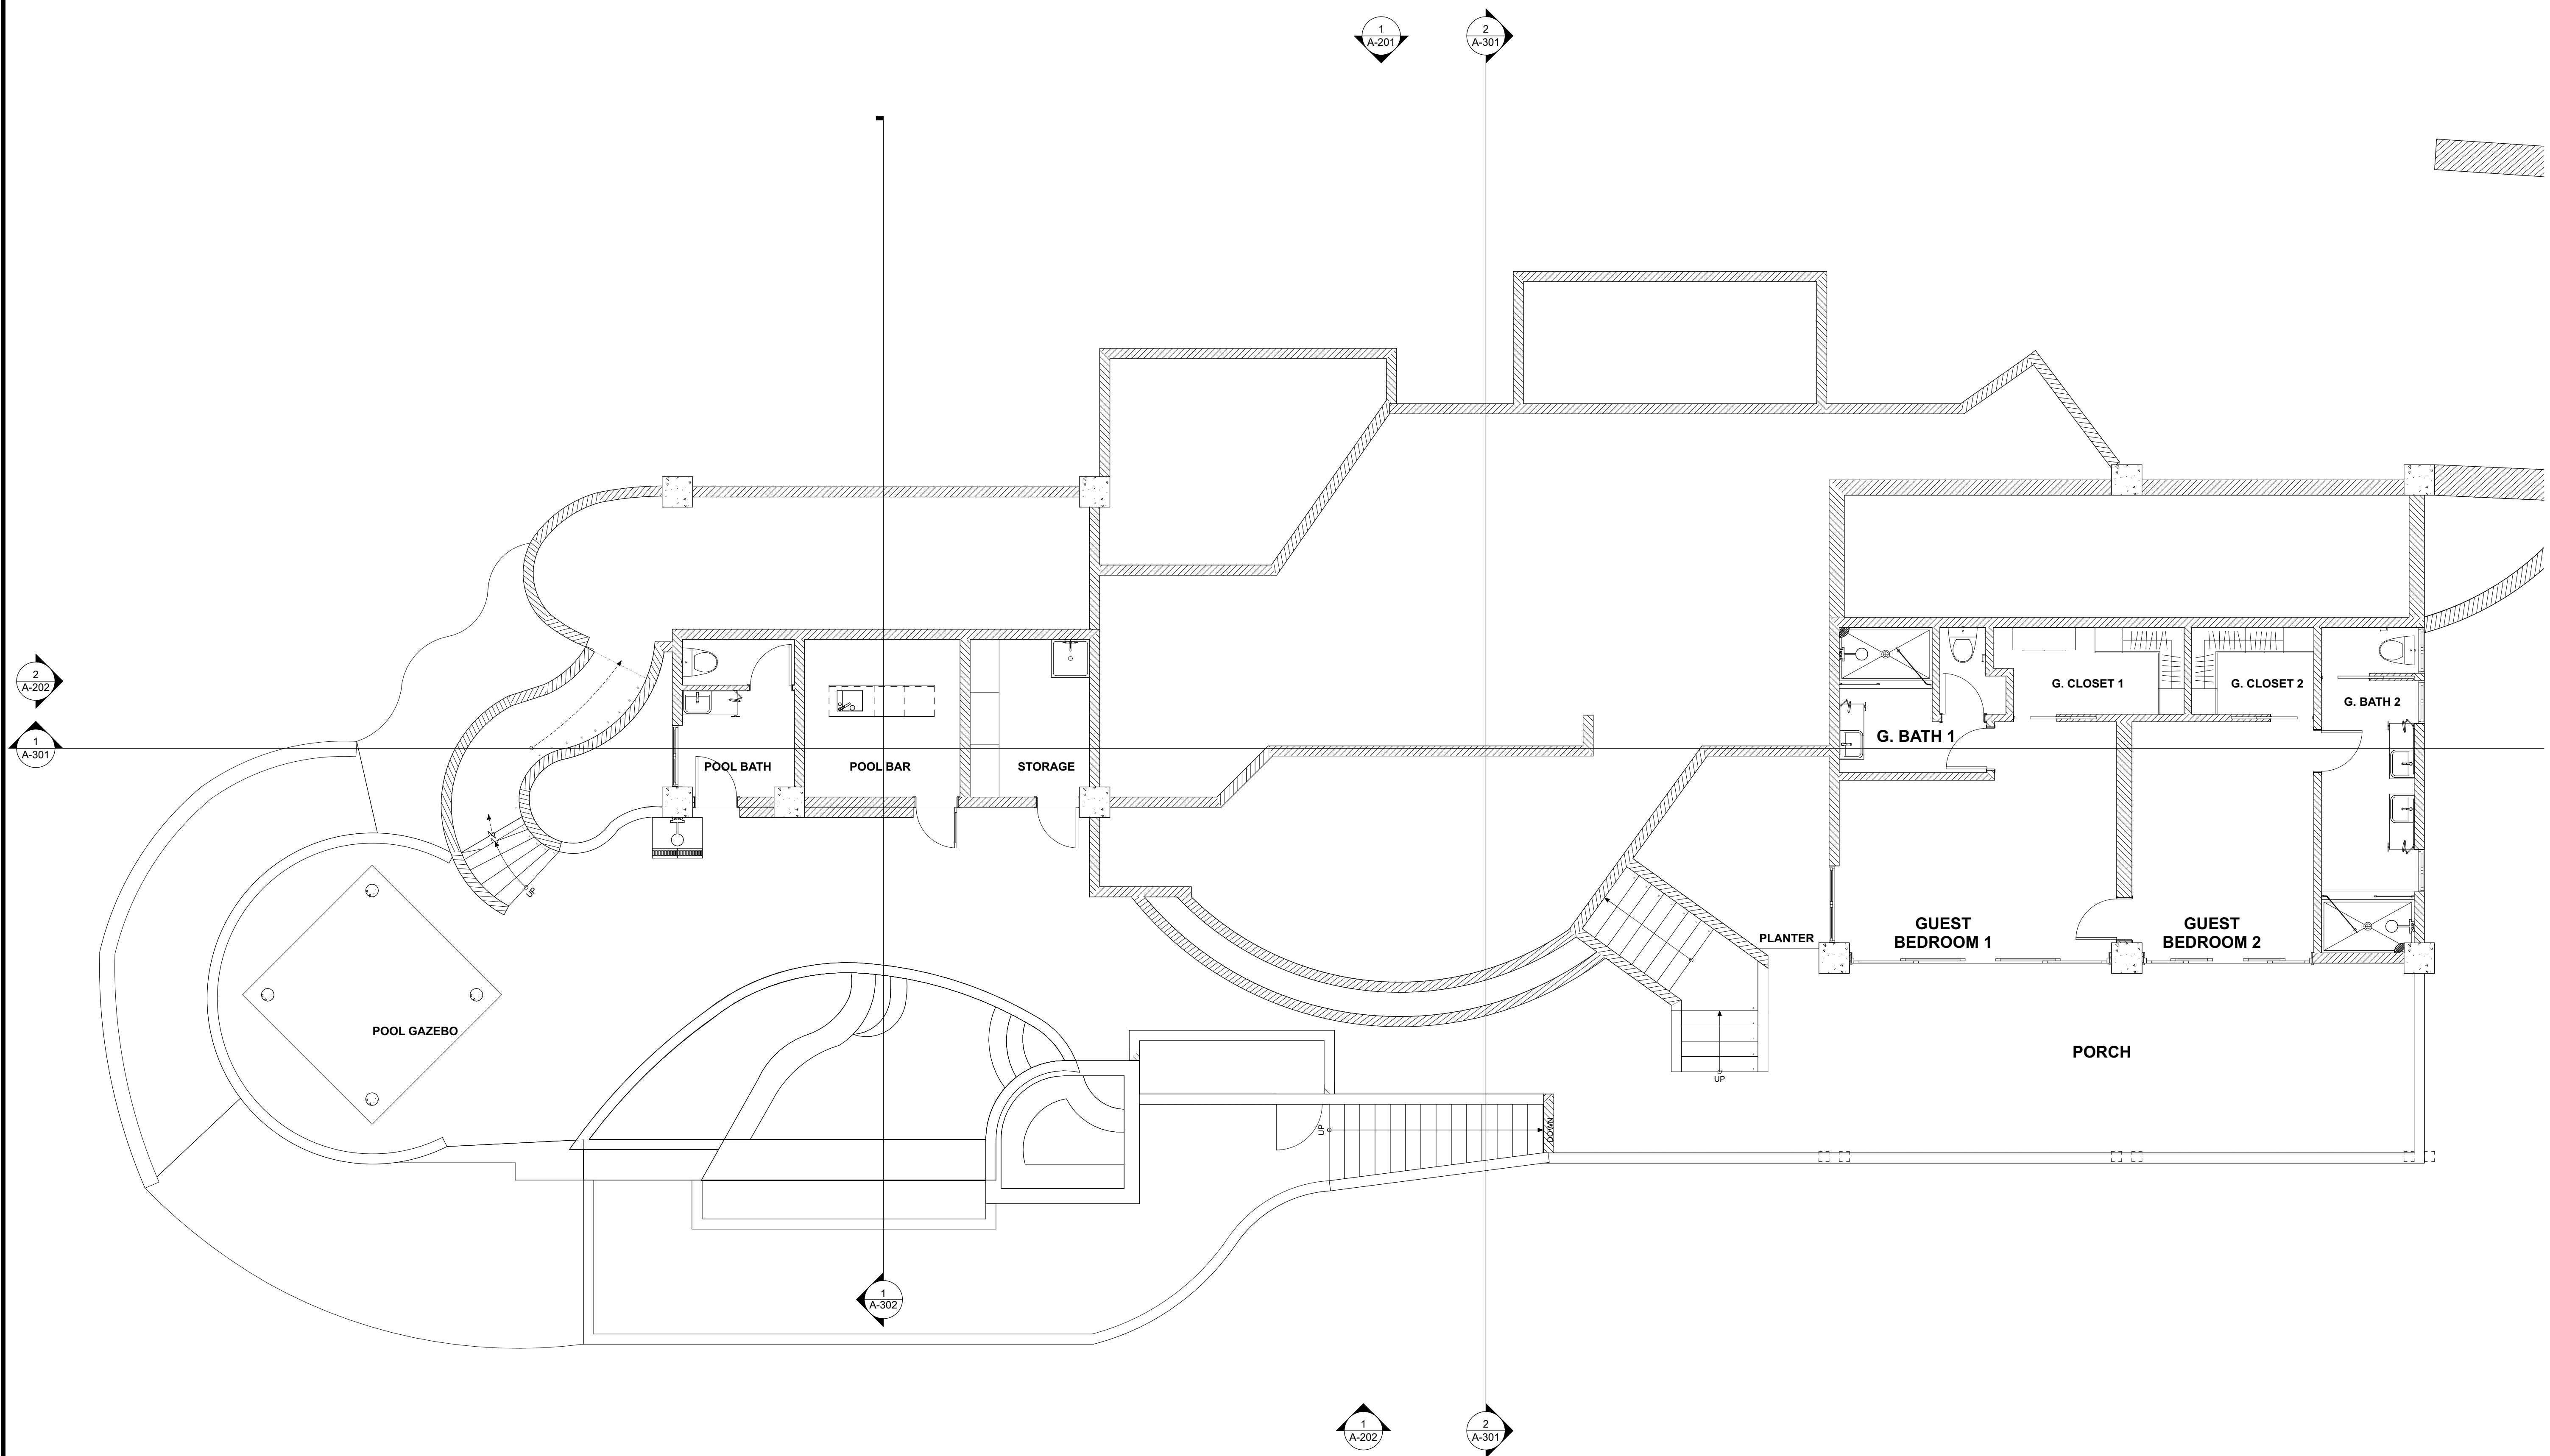 1
A-201
2
A-301
2
A-202
1
A-301
G. CLOSET 1
G. CLOSET 2
G. BATH 2
G. BATH 1
POOL BATH
POOL BAR
STORAGE
UP
GUEST
BEDROOM 1
GUEST
BEDROOM 2
PLANTER
POOL GAZEBO
PORCH
UP
UP
DOWN
1
A-302
1
A-202
2
A-301